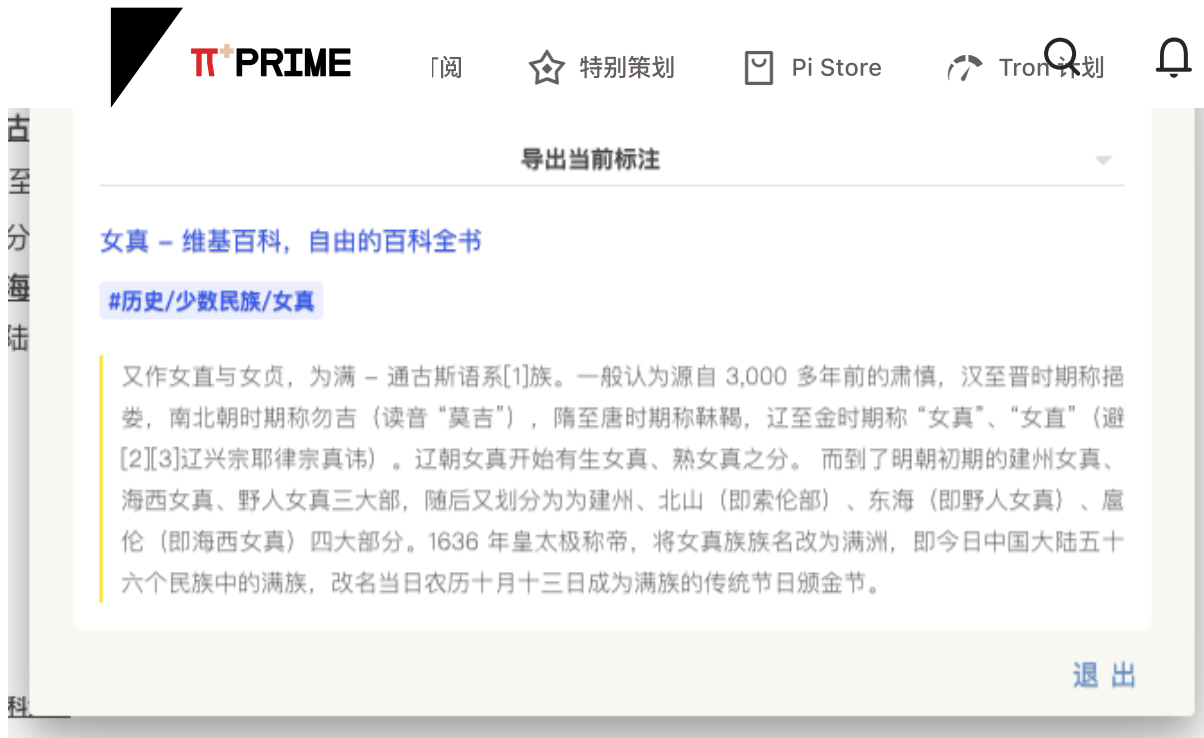 π+PRIME
阅
特别策划
Pi Store
Tron 计划
古
至
分
海
陆
科
导出当前标注
女真 – 维基百科，自由的百科全书
#历史/少数民族/女真
又作女直与女贞，为满 – 通古斯语系[1]族。一般认为源自 3,000 多年前的肃慎，汉至晋时期称挹
娄，南北朝时期称勿吉（读音 “莫吉”），隋至唐时期称靺鞨，辽至金时期称 “女真”、“女直”（避
[2][3]辽兴宗耶律宗真讳）。辽朝女真开始有生女真、熟女真之分。 而到了明朝初期的建州女真、
海西女真、野人女真三大部，随后又划分为为建州、北山（即索伦部）、东海（即野人女真）、扈
伦（即海西女真）四大部分。1636 年皇太极称帝，将女真族族名改为满洲，即今日中国大陆五十
六个民族中的满族，改名当日农历十月十三日成为满族的传统节日颁金节。
退出